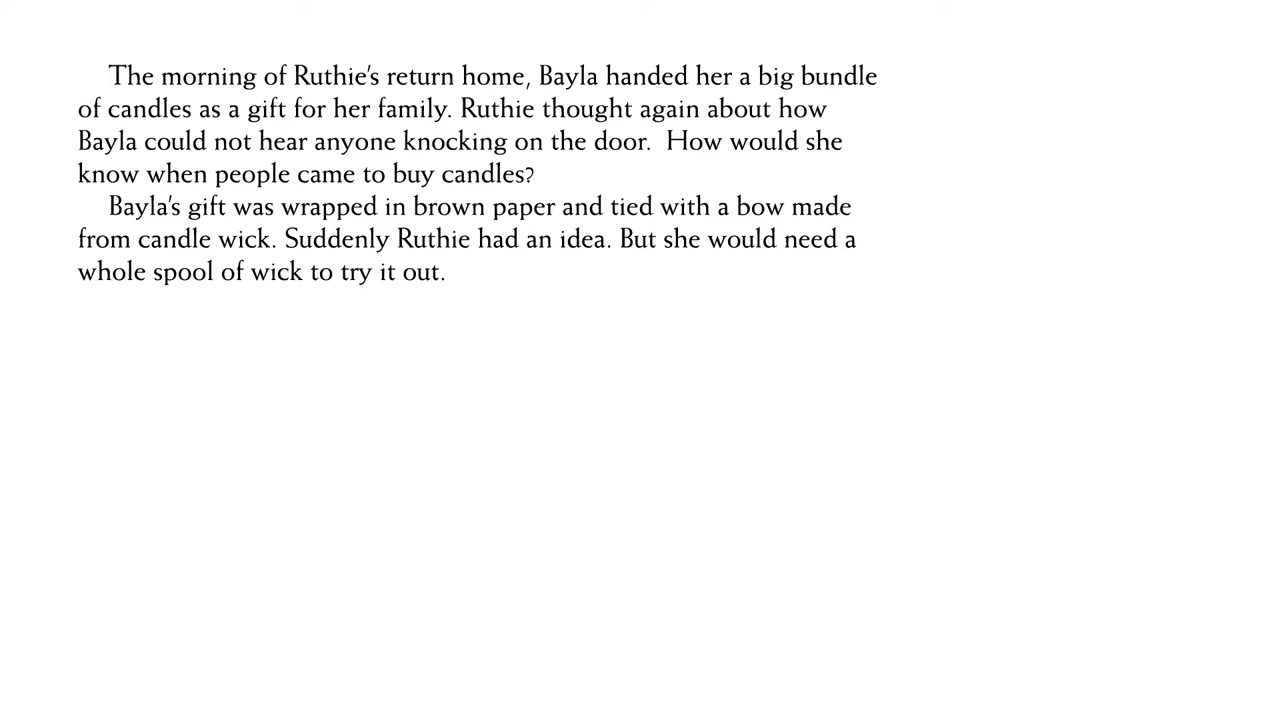 The morning of Ruthie's return home, Bayla handed her a big bundle
of candles as a gift for her family. Ruthie thought again about how
Bayla could not hear anyone knocking on the door.  How would she
know when people came to buy candles?
Bayla's gift was wrapped in brown paper and tied with a bow made
from candle wick. Suddenly Ruthie had an idea. But she would need a
whole spool of wick to try it out.